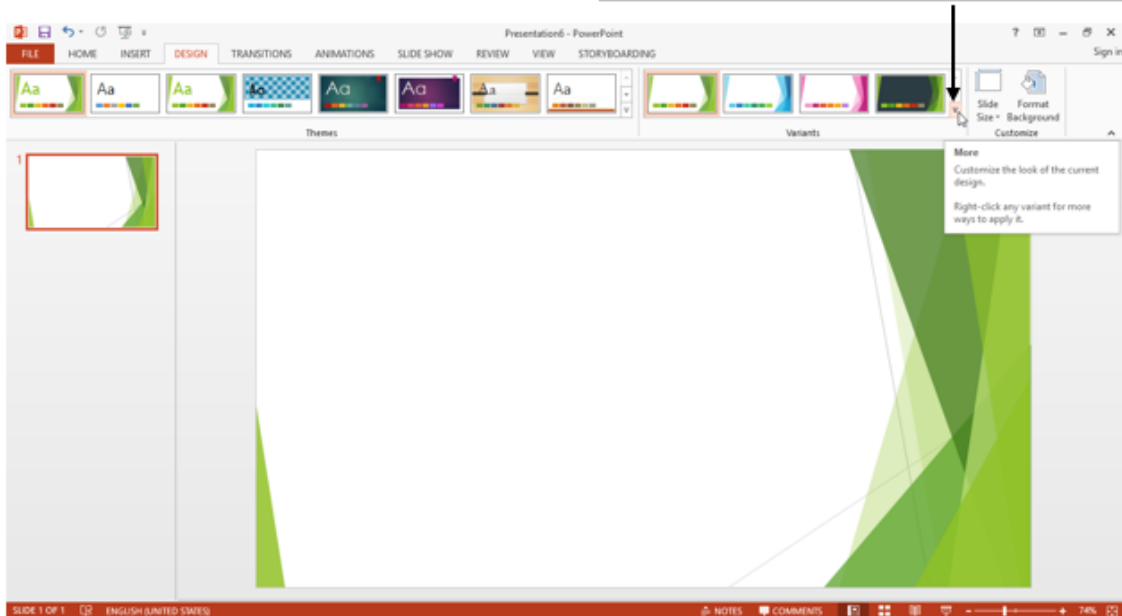 Presentation6 - PowerPoint
FILE HOME INSERT DESIGN TRANSITIONS ANIMATIONS SLIDE SHOW REVIEW VIEW STORYBOARDING Sign in
Aa Aa Aa Aa Aa Aa Aa Aa
Slide Size Format Background
Themes Variants Customize
1
More
Customize the look of the current
design.
Right-click any variant for more
ways to apply it.
SLIDE 1 OF 1 ENGLISH (UNITED STATES) NOTES COMMENTS 74%